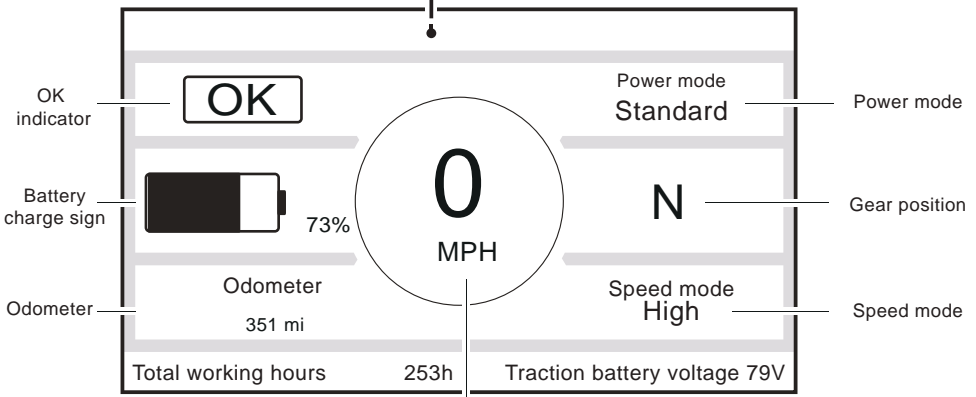 OK
indicator
OK
Power mode
Standard
Power mode
Battery
charge sign
73%
0
MPH
N
Gear position
Odometer
Odometer
351 mi
Speed mode
High
Speed mode
Total working hours 253h Traction battery voltage 79V